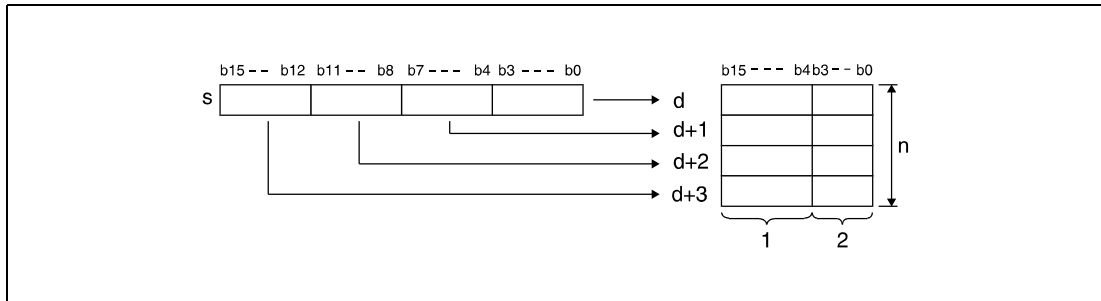 b15 -- b12 b11 -- b8 b7 --- b4 b3 ---- b0
b15 ---- b4 b3 -- b0
s
d
d+1
d+2
d+3
n
1 2